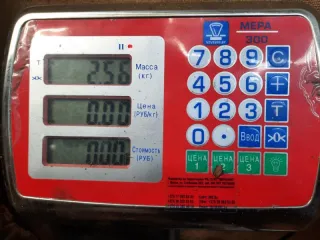 МЕРА
300
T
2.56
Масса
(кг)
7 8 9 C
4 5 6
0.00
Цена
(РУБ/кг)
1 2 3 T
0 . Ввод >0<
0.00
Стоимость
(РУБ)
ЦЕНА 1
ЦЕНА 2
ЦЕНА 3